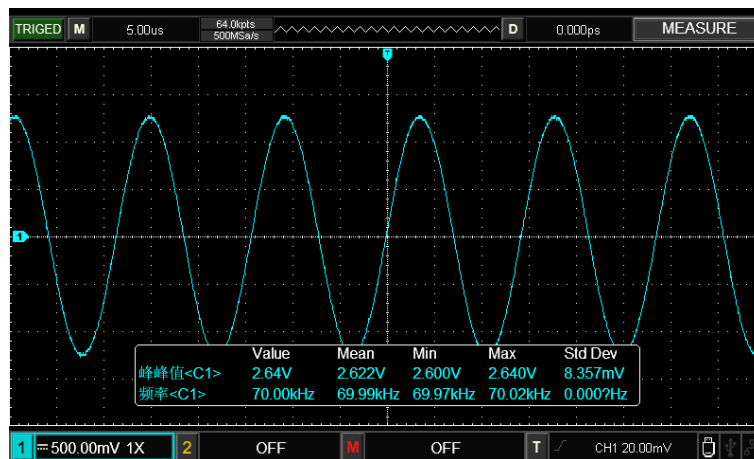 TRIGED M 5.00us 64.0kpts D 0.000ps MEASURE
500MSa/s
T
1
Value Mean Min Max Std Dev
峰峰值<C1> 2.64V 2.622V 2.600V 2.640V 8.357mV
频率<C1> 70.00kHz 69.99kHz 69.97kHz 70.02kHz 0.000?Hz
1 500.00mV 1X 2 OFF M OFF T CH1 20.00mV